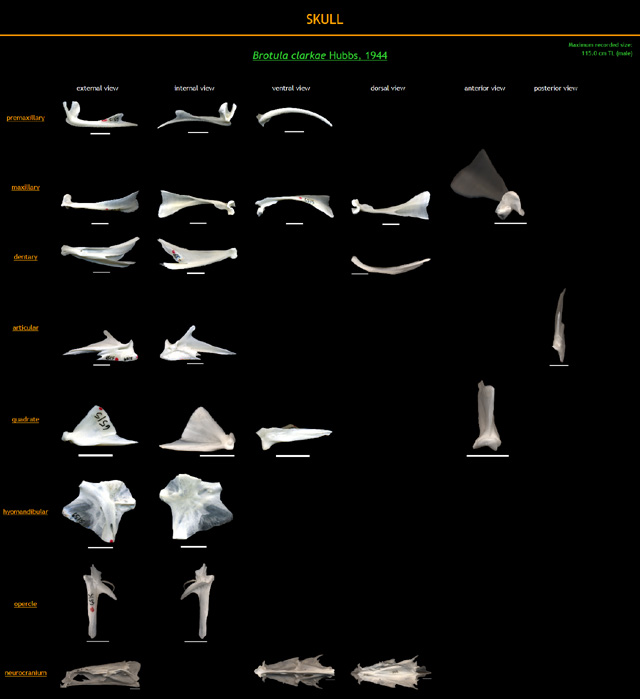 SKULL
Brotula clarkae Hubbs, 1944
Maximum recorded size:
115.0 cm TL (male)
external view internal view ventral view dorsal view anterior view posterior view
premaxillary
maxillary
dentary
articular
quadrate
hyomandibular
opercle
neurocranium